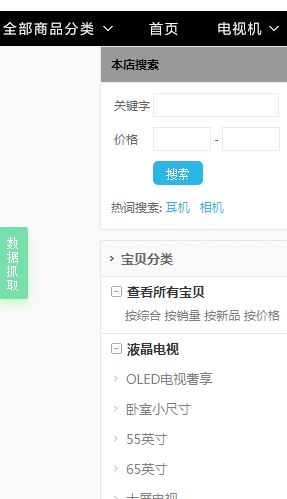 全部商品分类 首页 电视机
本店搜索
关键字
价格 -
搜索
热词搜索: 耳机 相机
数据抓取
宝贝分类
查看所有宝贝
按综合 按销量 按新品 按价格
液晶电视
OLED电视奢享
卧室小尺寸
55英寸
65英寸
大屏电视